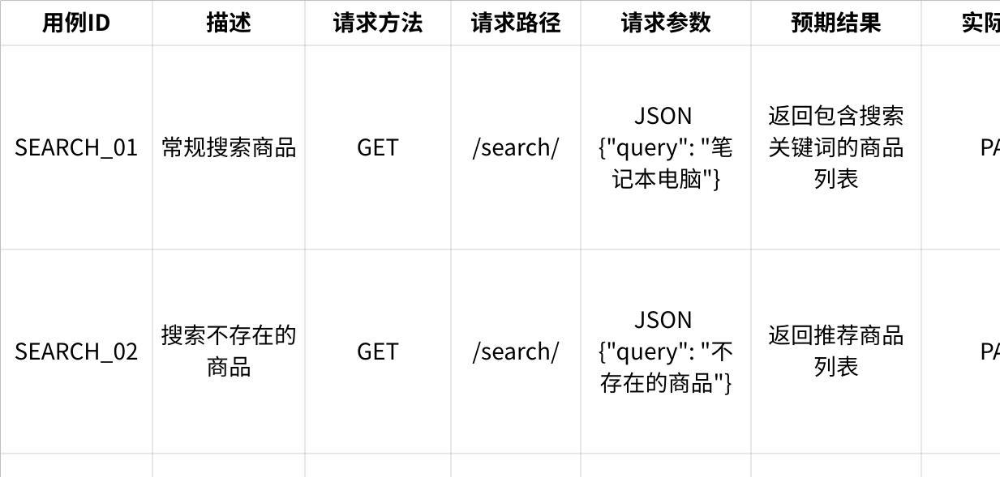 用例ID 描述 请求方法 请求路径 请求参数 预期结果 实际
SEARCH_01 常规搜索商品 GET /search/ JSON
{"query": "笔
记本电脑"} 返回包含搜索
关键词的商品
列表 PA
SEARCH_02 搜索不存在的
商品 GET /search/ JSON
{"query": "不
存在的商品"} 返回推荐商品
列表 PA